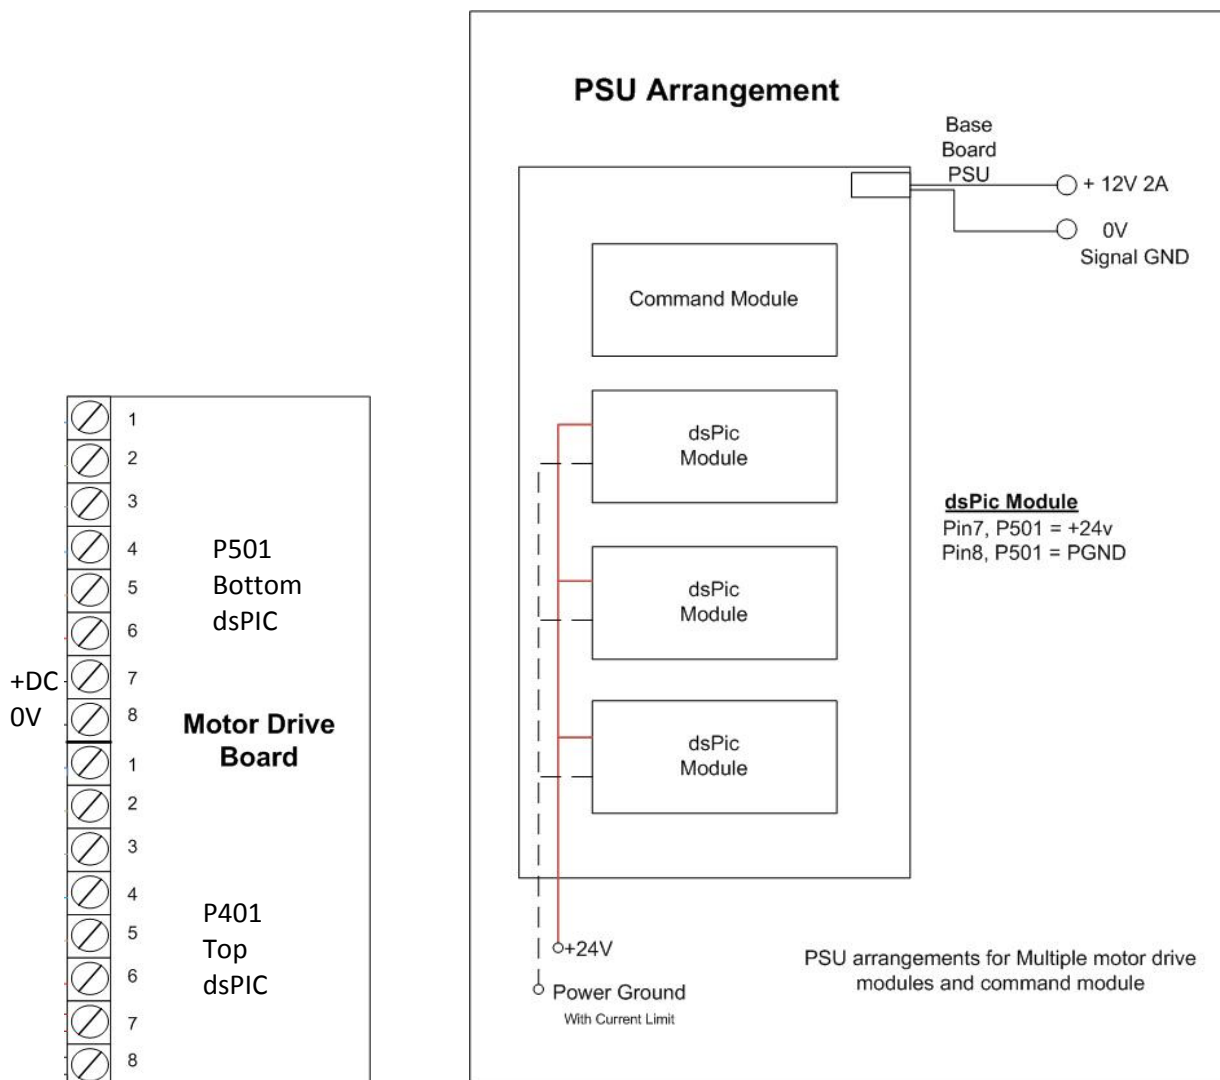 PSU Arrangement
Base
Board
PSU
+ 12V 2A
0V
Signal GND
Command Module
dsPic
Module
dsPic
Module
dsPic
Module
dsPic Module
Pin7, P501 = +24v
Pin8, P501 = PGND
+24V
Power Ground
With Current Limit
PSU arrangements for Multiple motor drive
modules and command module
1
2
3
4
5
6
7
8
P501
Bottom
dsPIC
+DC
0V
Motor Drive
Board
1
2
3
4
5
6
7
8
P401
Top
dsPIC